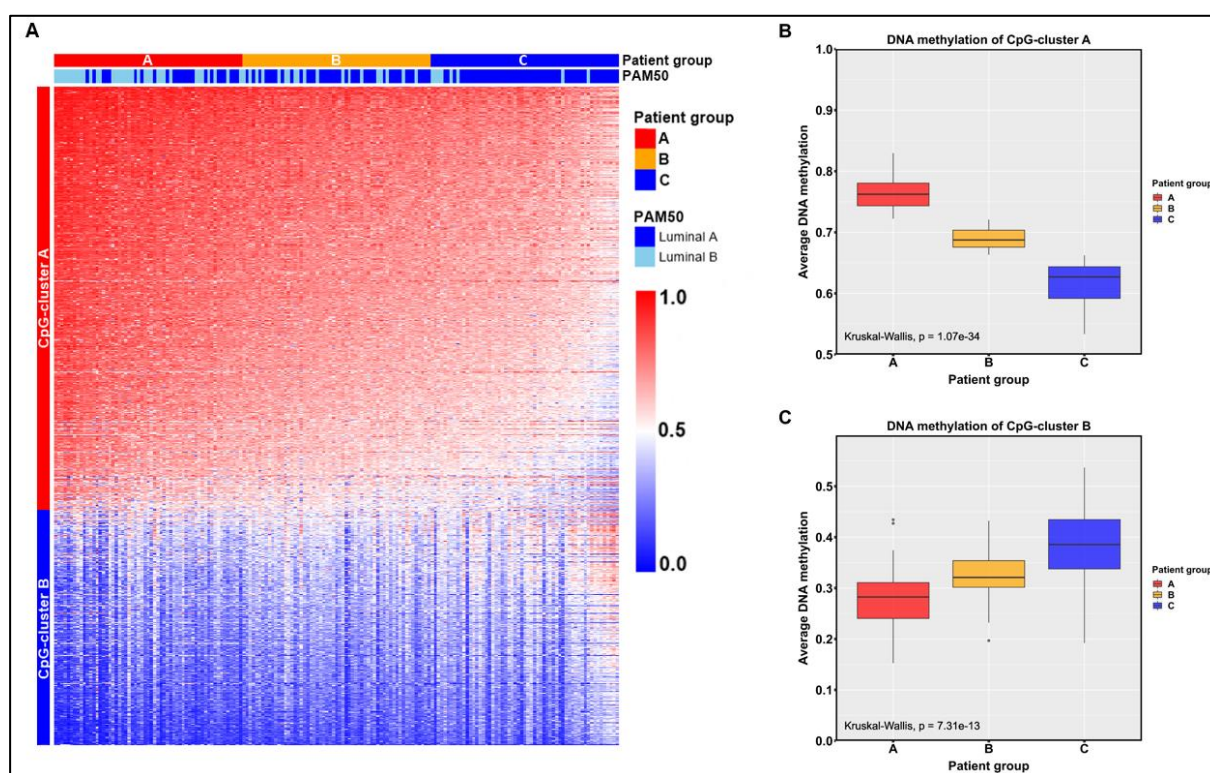 A
A B C Patient group
PAM50
CpG-cluster A
CpG-cluster B
Patient group
A
B
C
PAM50
Luminal A
Luminal B
1.0
0.5
0.0
B
DNA methylation of CpG-cluster A
Average DNA methylation
1.0
0.9
0.8
0.7
0.6
0.5
Kruskal-Wallis, p = 1.07e-34
A B C
Patient group
Patient group
A
B
C
C
DNA methylation of CpG-cluster B
Average DNA methylation
0.5
0.4
0.3
0.2
0.1
0.0
Kruskal-Wallis, p = 7.31e-13
A B C
Patient group
Patient group
A
B
C